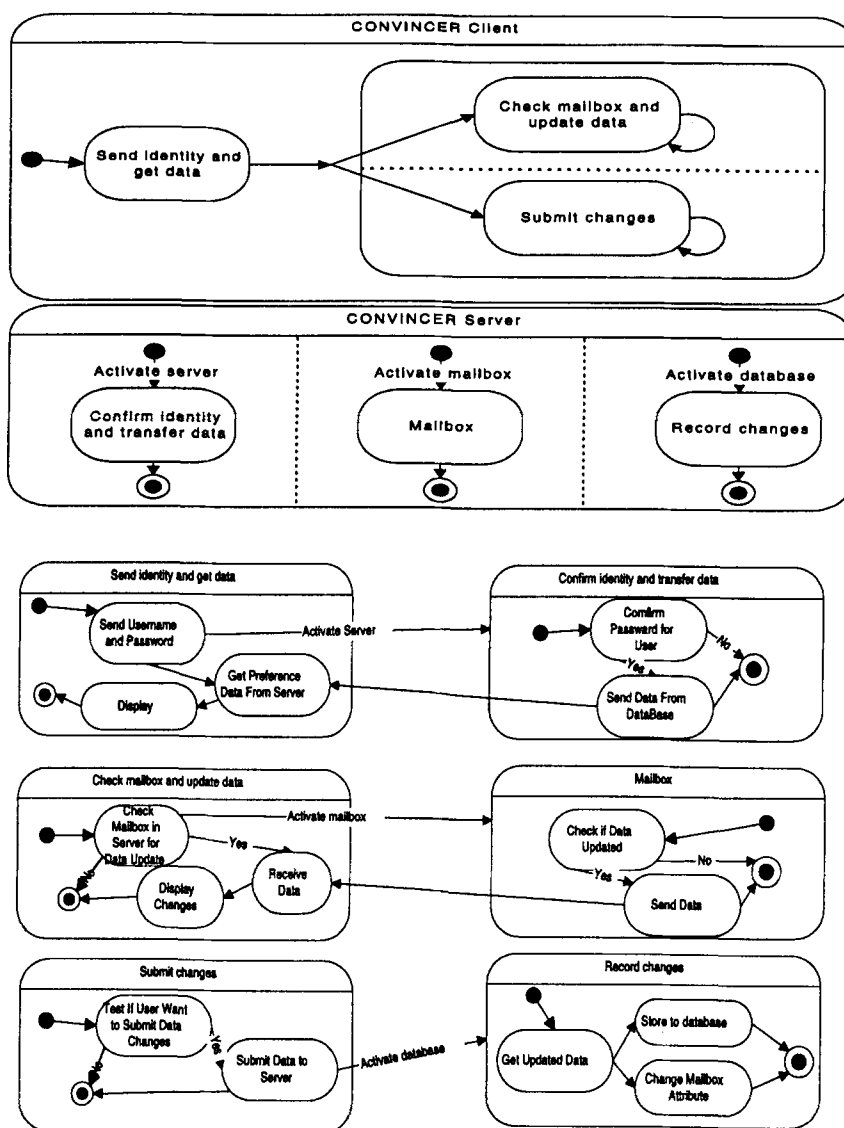 CONVINCER Client
Check mailbox and
update data
Send identity and
get data
Submit changes
CONVINCER Server
Activate server
Activate mailbox
Activate database
Confirm identity
and transfer data
Mailbox
Record changes
Send identity and get data
Confirm identity and transfer data
Send Username
and Password
Activate Server
Comfirm
Passward for
User
No
Yes
Get Preference
Data From Server
Display
Send Data From
DataBase
Check mailbox and update data
Mailbox
Check
Mailbox in
Server for
Data Update
Activate mailbox
Yes
No
Receive
Data
Display
Changes
Check if Data
Updated
No
Yes
Send Data
Submit changes
Record changes
Test if User Want
to Submit Data
Changes
Yes
No
Submit Data to
Server
Activate database
Get Updated Data
Store to database
Change Mailbox
Attribute